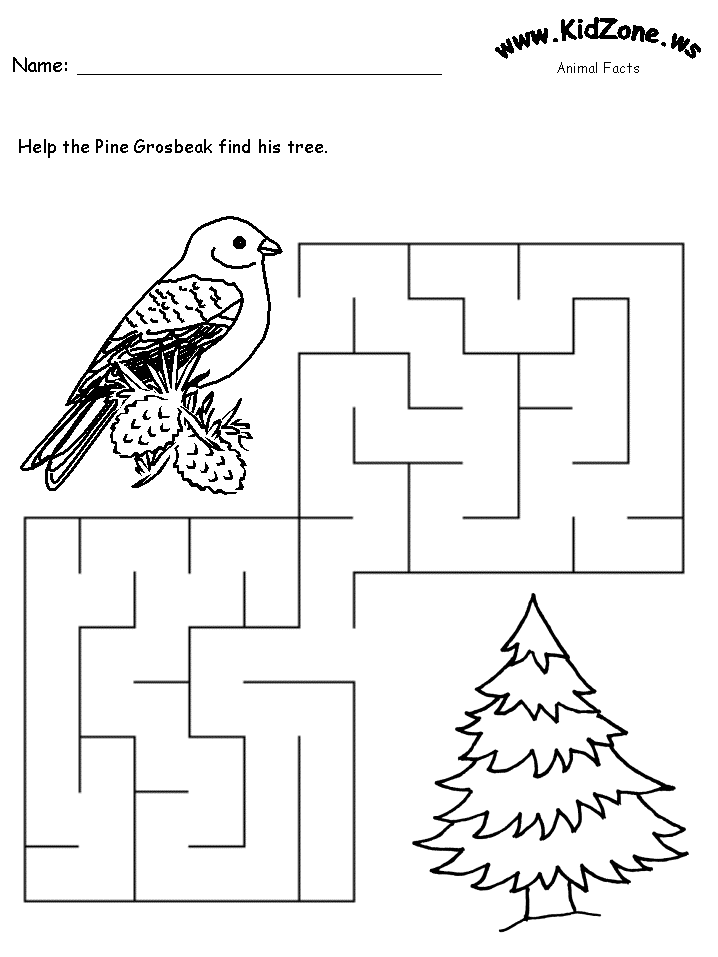 www.KidZone.ws
Name:
Animal Facts
Help the Pine Grosbeak find his tree.